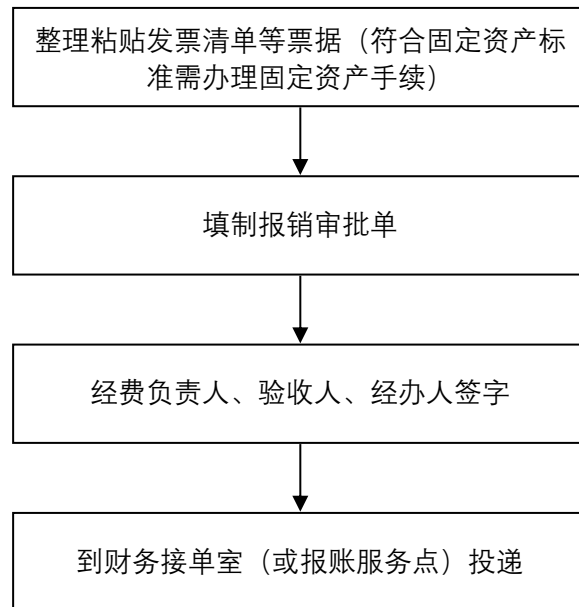 整理粘贴发票清单等票据（符合固定资产标
准需办理固定资产手续）
填制报销审批单
经费负责人、验收人、经办人签字
到财务接单室（或报账服务点）投递